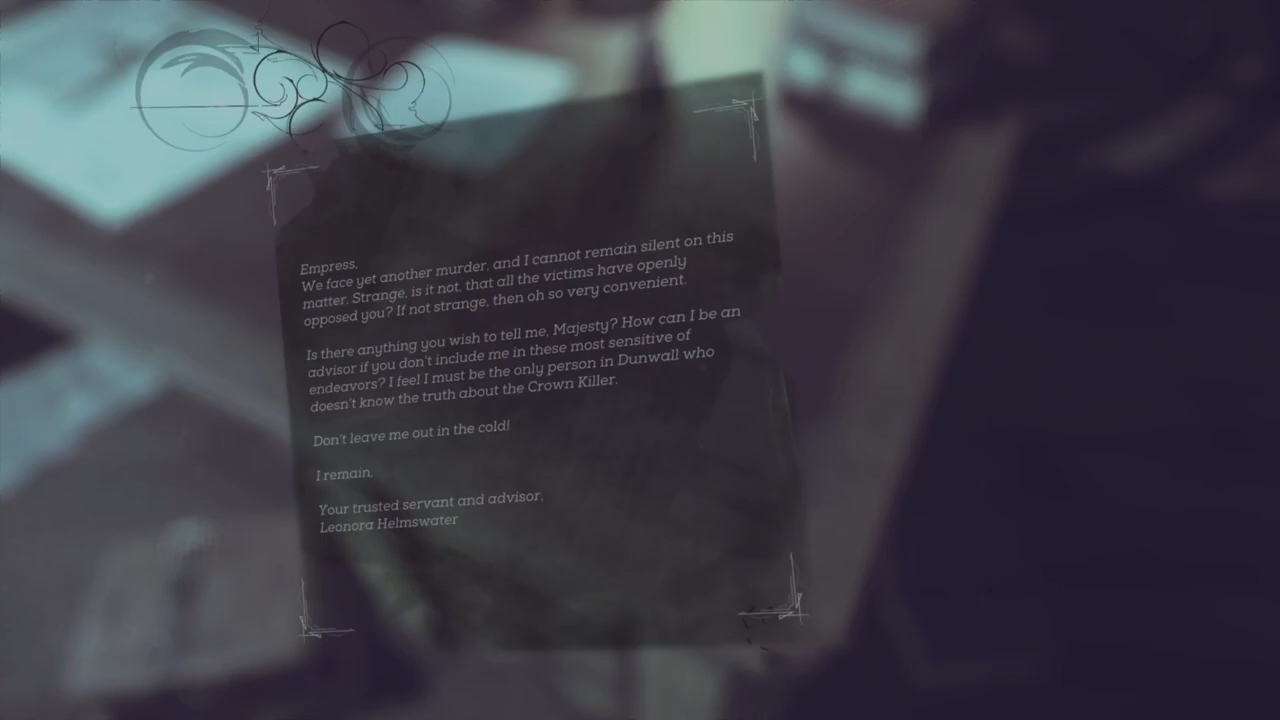 Empress,
We face yet another murder, and I cannot remain silent on this
matter. Strange, is it not, that all the victims have openly
opposed you? If not strange, then oh so very convenient.
Is there anything you wish to tell me, Majesty? How can I be an
advisor if you don't include me in these most sensitive of
endeavors? I feel I must be the only person in Dunwall who
doesn't know the truth about the Crown Killer.
Don't leave me out in the cold!
I remain,
Your trusted servant and advisor,
Leonora Helmswater